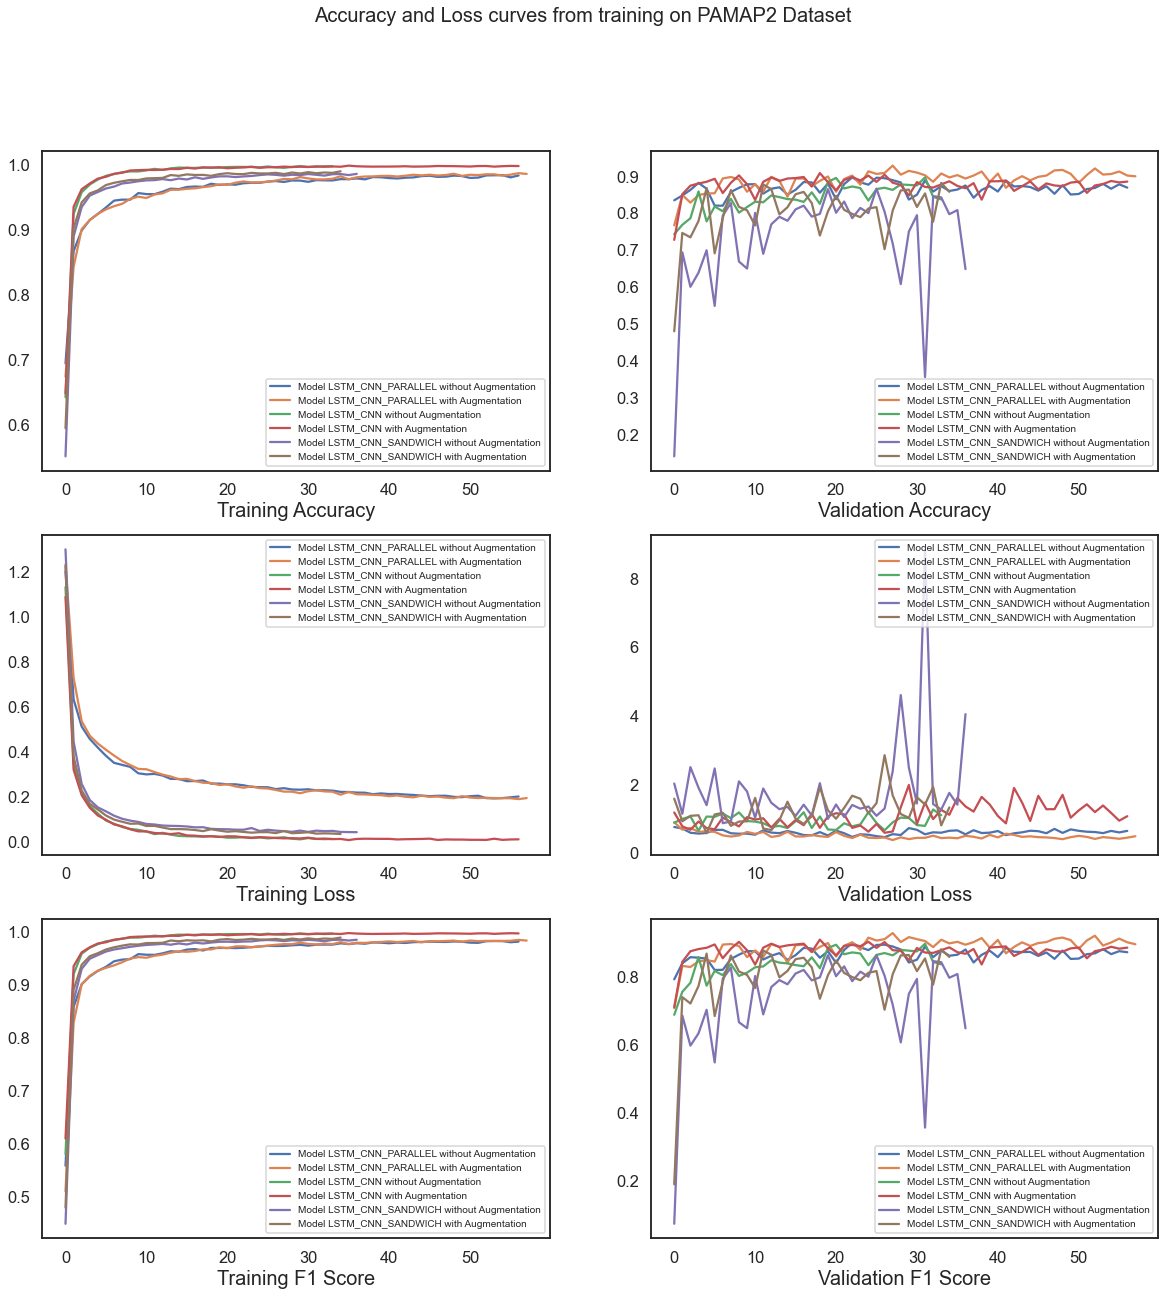 Accuracy and Loss curves from training on PAMAP2 Dataset
1.0
0.9
0.8
0.7
0.6
Model LSTM_CNN_PARALLEL without Augmentation
Model LSTM_CNN_PARALLEL with Augmentation
Model LSTM_CNN without Augmentation
Model LSTM_CNN with Augmentation
Model LSTM_CNN_SANDWICH without Augmentation
Model LSTM_CNN_SANDWICH with Augmentation
0 10 20 30 40 50
Training Accuracy
0.9
0.8
0.7
0.6
0.5
0.4
0.3
0.2
Model LSTM_CNN_PARALLEL without Augmentation
Model LSTM_CNN_PARALLEL with Augmentation
Model LSTM_CNN without Augmentation
Model LSTM_CNN with Augmentation
Model LSTM_CNN_SANDWICH without Augmentation
Model LSTM_CNN_SANDWICH with Augmentation
0 10 20 30 40 50
Validation Accuracy
1.2
1.0
0.8
0.6
0.4
0.2
0.0
Model LSTM_CNN_PARALLEL without Augmentation
Model LSTM_CNN_PARALLEL with Augmentation
Model LSTM_CNN without Augmentation
Model LSTM_CNN with Augmentation
Model LSTM_CNN_SANDWICH without Augmentation
Model LSTM_CNN_SANDWICH with Augmentation
0 10 20 30 40 50
Training Loss
8
6
4
2
0
Model LSTM_CNN_PARALLEL without Augmentation
Model LSTM_CNN_PARALLEL with Augmentation
Model LSTM_CNN without Augmentation
Model LSTM_CNN with Augmentation
Model LSTM_CNN_SANDWICH without Augmentation
Model LSTM_CNN_SANDWICH with Augmentation
0 10 20 30 40 50
Validation Loss
1.0
0.9
0.8
0.7
0.6
0.5
Model LSTM_CNN_PARALLEL without Augmentation
Model LSTM_CNN_PARALLEL with Augmentation
Model LSTM_CNN without Augmentation
Model LSTM_CNN with Augmentation
Model LSTM_CNN_SANDWICH without Augmentation
Model LSTM_CNN_SANDWICH with Augmentation
0 10 20 30 40 50
Training F1 Score
0.8
0.6
0.4
0.2
Model LSTM_CNN_PARALLEL without Augmentation
Model LSTM_CNN_PARALLEL with Augmentation
Model LSTM_CNN without Augmentation
Model LSTM_CNN with Augmentation
Model LSTM_CNN_SANDWICH without Augmentation
Model LSTM_CNN_SANDWICH with Augmentation
0 10 20 30 40 50
Validation F1 Score